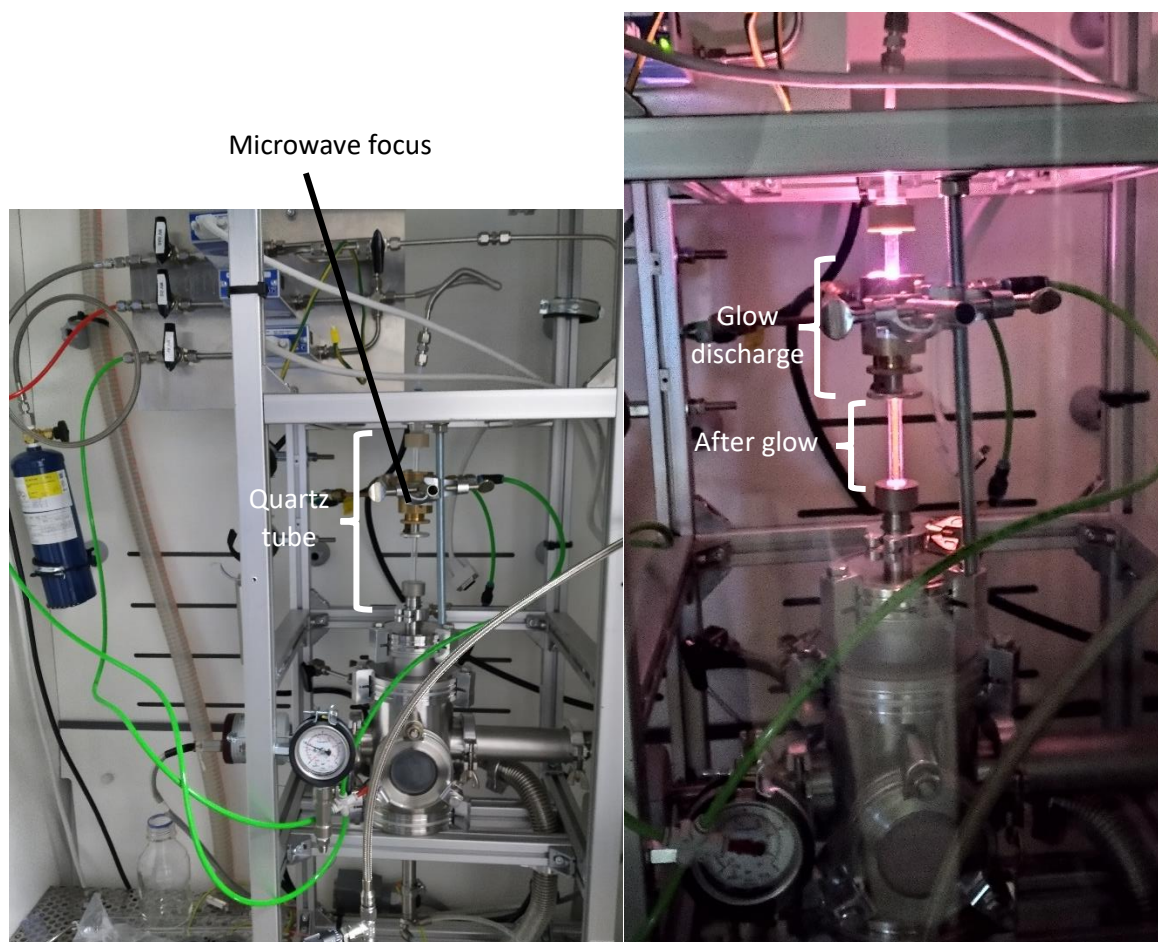 Microwave focus
Quartz
tube
Glow
discharge
After glow